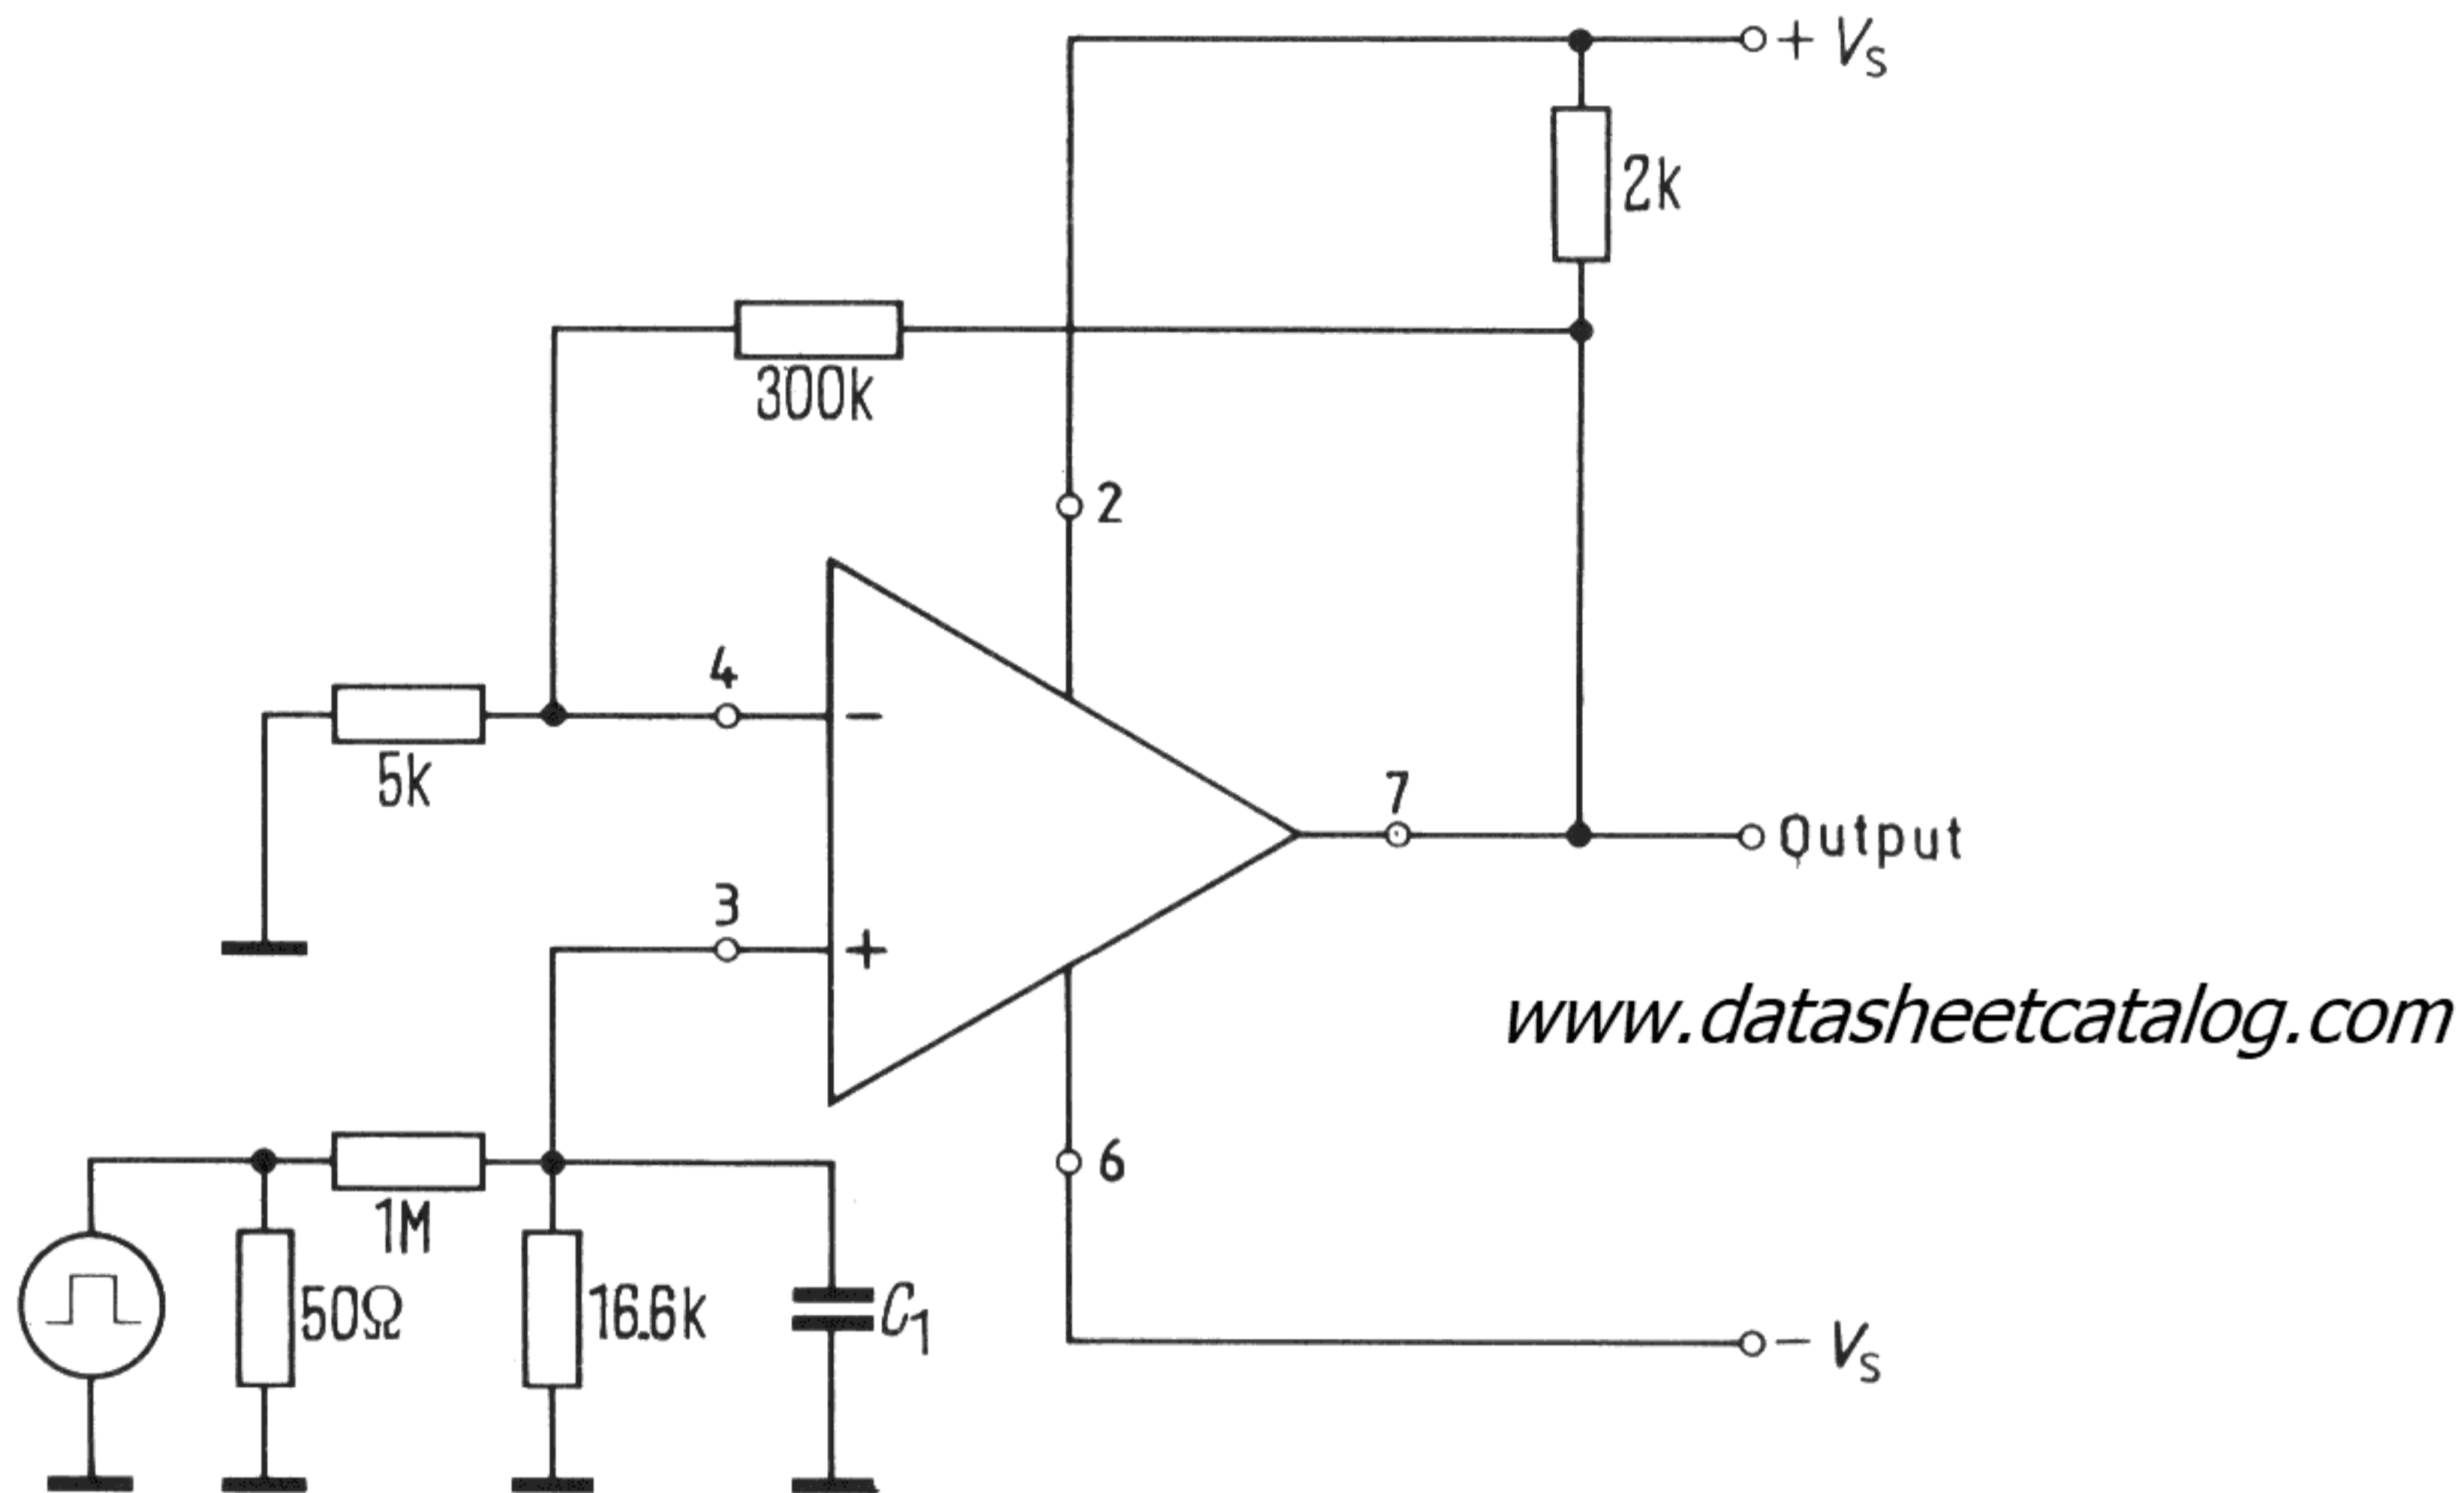 + VS
2k
300k
2
4
−
5k
7
Output
3
+
www.datasheetcatalog.com
1M
6
50Ω
16.6k
C1
− VS